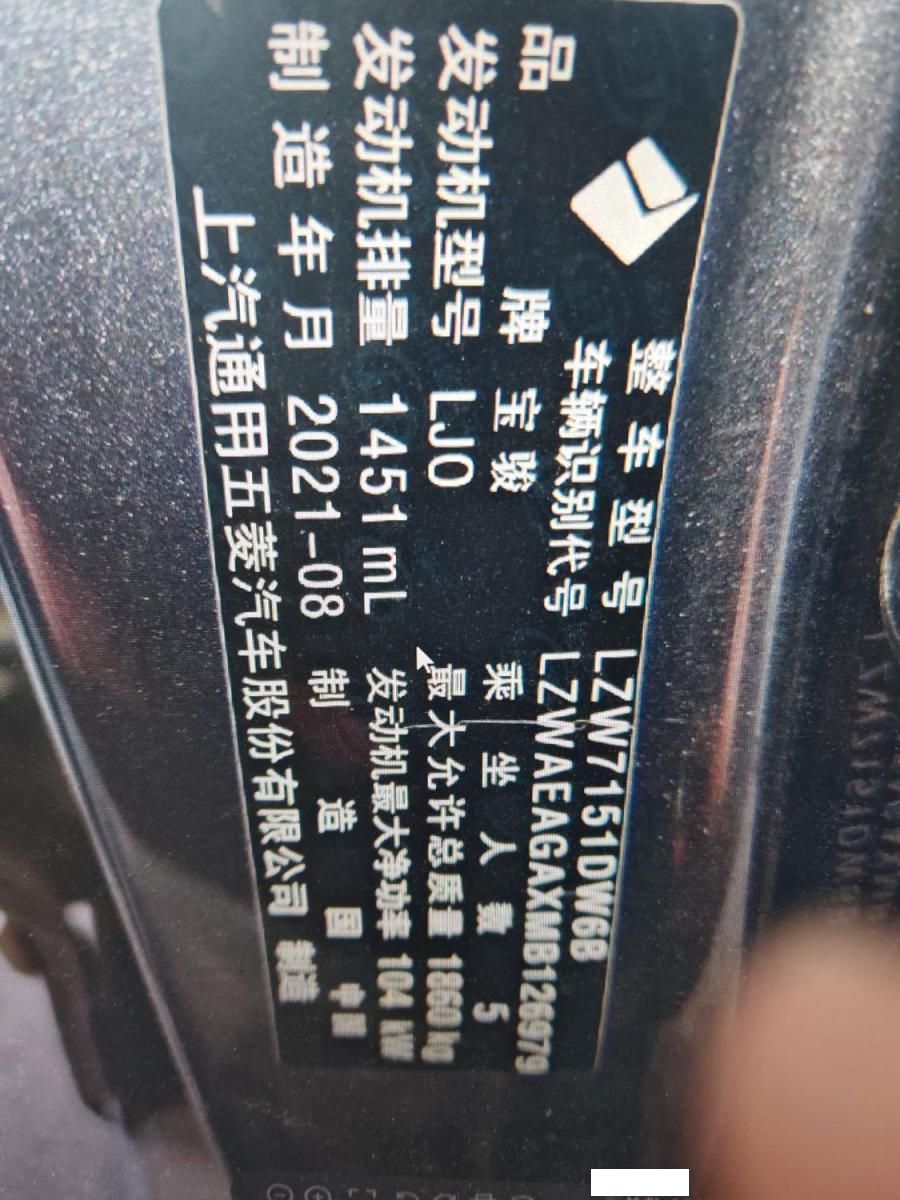 整车型号 LZW7151DW68
车辆识别代号 LZWAEAGAXMB126979
品牌 宝骏 乘坐人数 5
发动机型号 LJO 最大允许总质量 1860 kg
发动机排量 1451 mL 发动机最大净功率 104 kW
制造年月 2021-08 制造国 中国
上汽通用五菱汽车股份有限公司 制造